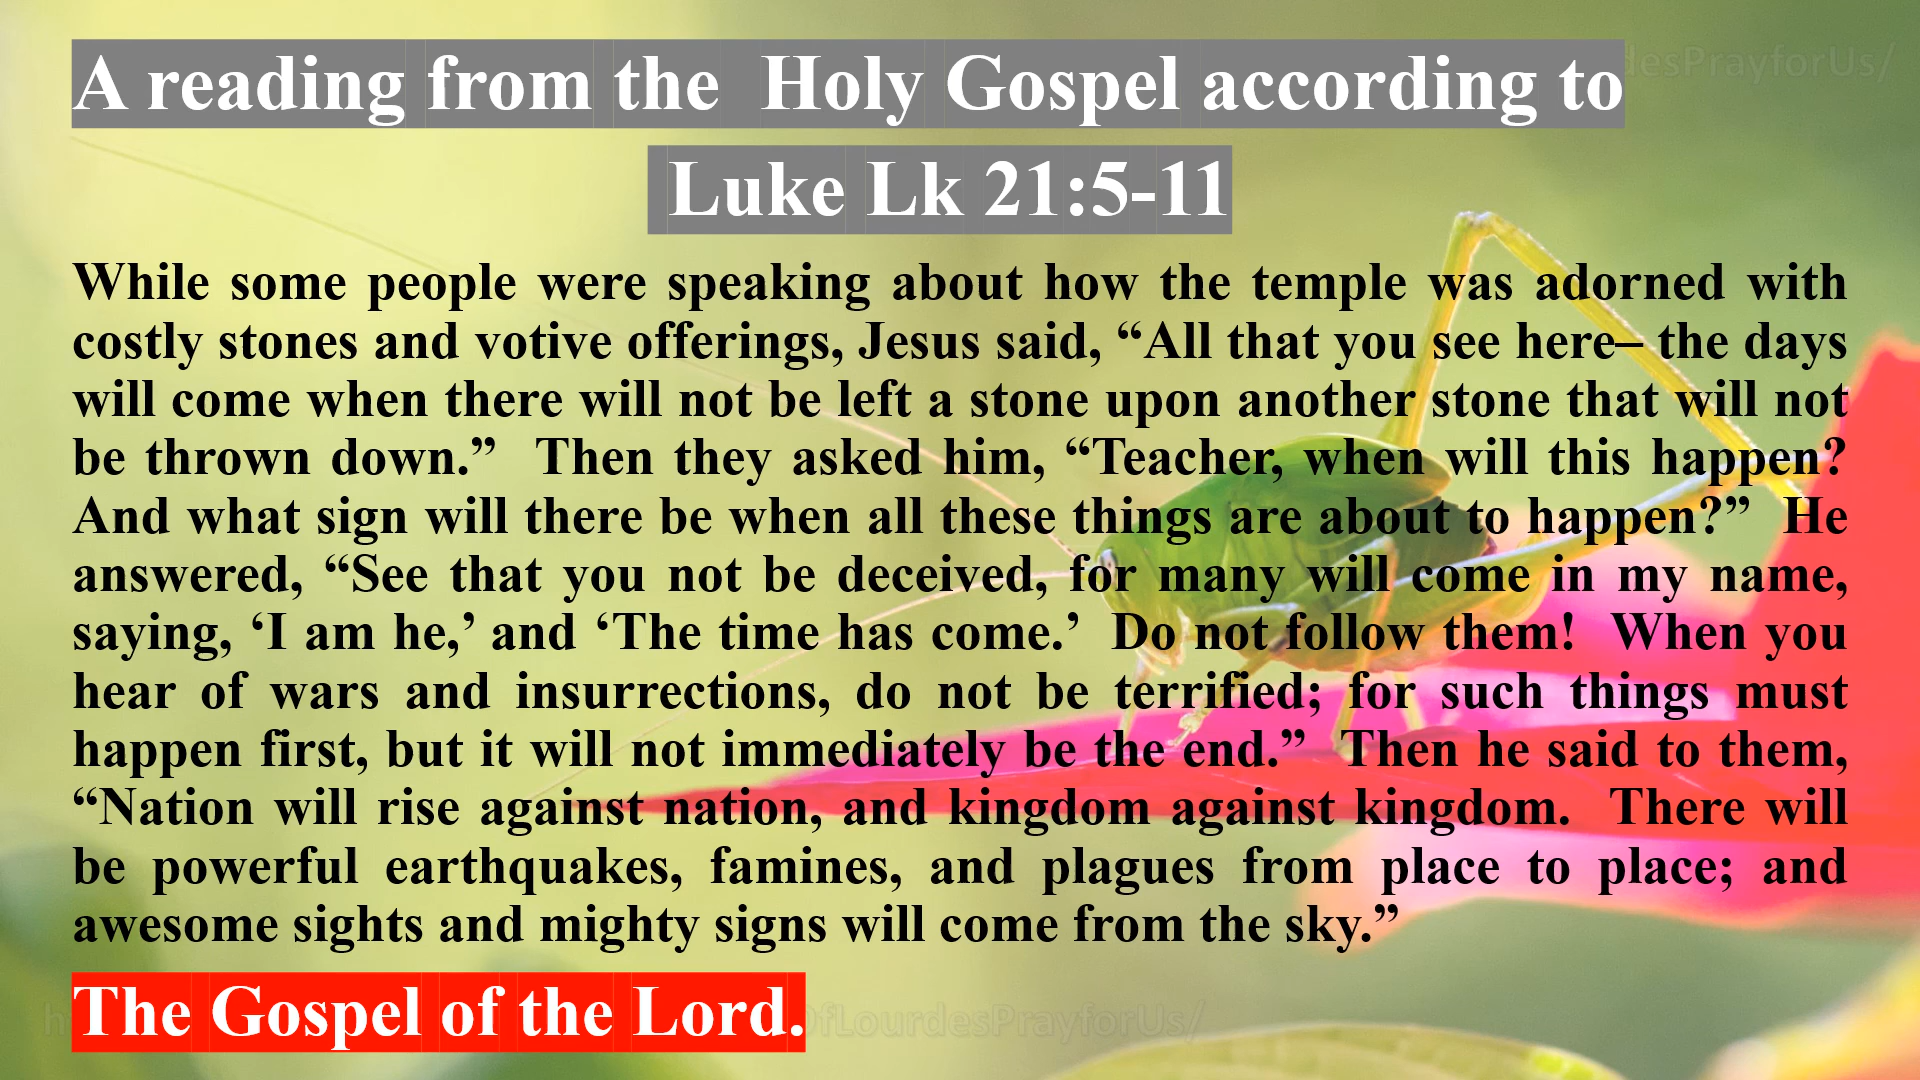 A reading from the Holy Gospel according to
Luke Lk 21:5-11
While some people were speaking about how the temple was adorned with
costly stones and votive offerings, Jesus said, “All that you see here– the days
will come when there will not be left a stone upon another stone that will not
be thrown down.” Then they asked him, “Teacher, when will this happen?
And what sign will there be when all these things are about to happen?” He
answered, “See that you not be deceived, for many will come in my name,
saying, ‘I am he,’ and ‘The time has come.’ Do not follow them! When you
hear of wars and insurrections, do not be terrified; for such things must
happen first, but it will not immediately be the end.” Then he said to them,
“Nation will rise against nation, and kingdom against kingdom. There will
be powerful earthquakes, famines, and plagues from place to place; and
awesome sights and mighty signs will come from the sky.”
The Gospel of the Lord.